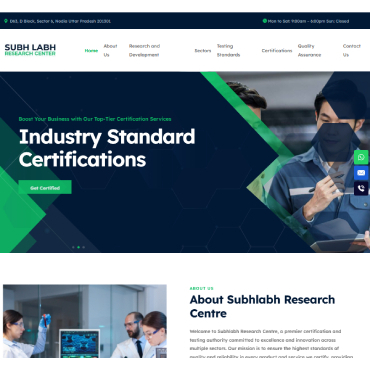 D63, E Block, Sector 6, Noida Uttar Pradesh 201301
Mon to Sat: 9:00am - 6:00pm Sun: Closed
SUBH LABH
RESEARCH CENTER
Home
About Us
Research and Development
Sectors
Testing Standards
Certifications
Quality Assurance
Contact Us
Boost Your Business with Our Top-Tier Certification Services
Industry Standard
Certifications
Get Certified
ABOUT US
About Subhlabh Research
Centre
Welcome to Subhlabh Research Centre, a premier certification and
testing authority committed to excellence and innovation across
multiple sectors. Our mission is to ensure the highest standards of
quality and reliability in every product and service we certify, providing